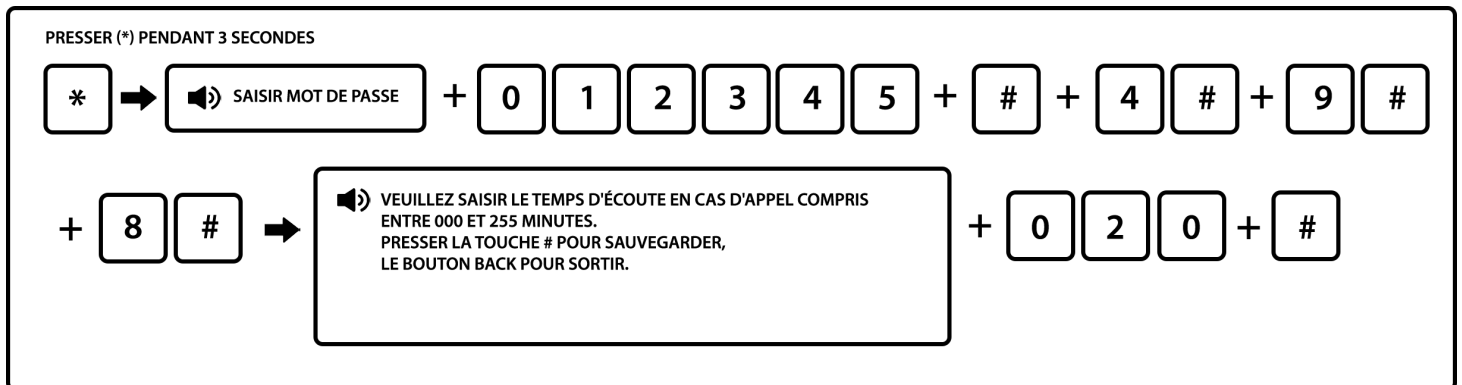 PRESSER (*) PENDANT 3 SECONDES
* SAISIR MOT DE PASSE + 0 1 2 3 4 5 + # + 4 # + 9 #
+ 8 #
VEUILLEZ SAISIR LE TEMPS D'ÉCOUTE EN CAS D'APPEL COMPRIS
ENTRE 000 ET 255 MINUTES.
PRESSER LA TOUCHE # POUR SAUVEGARDER,
LE BOUTON BACK POUR SORTIR.
+ 0 2 0 + #